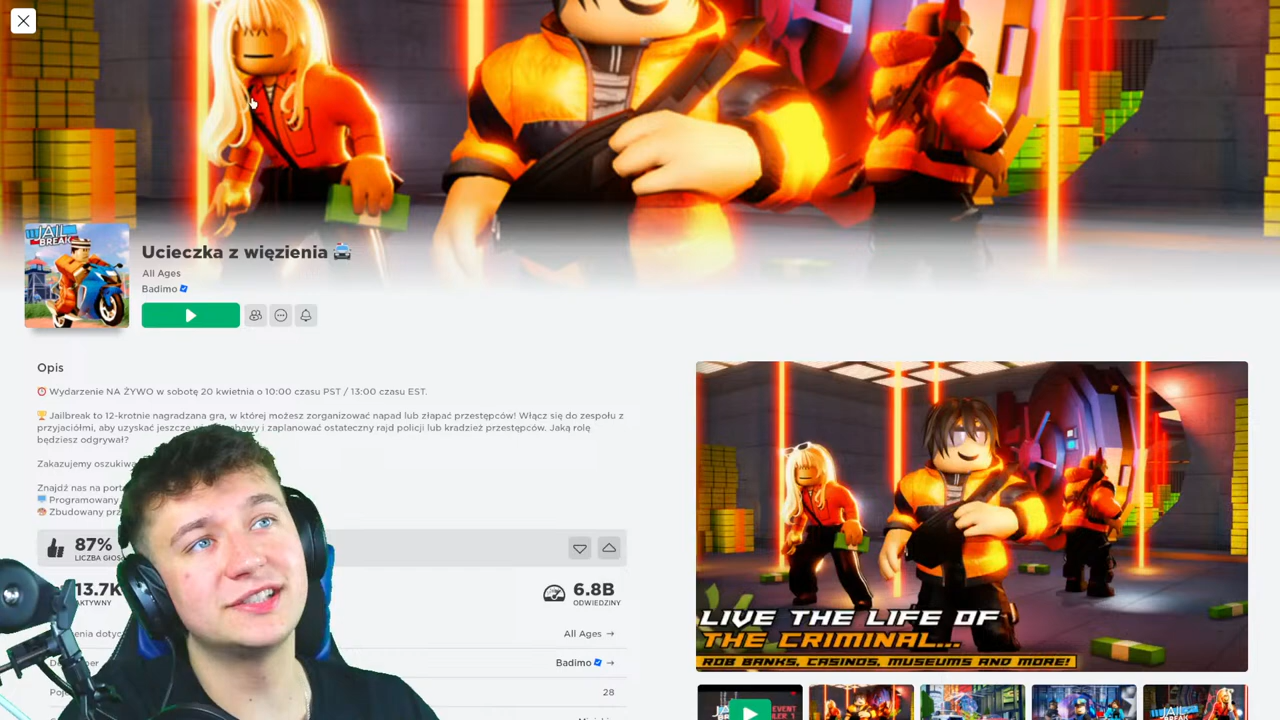 JAIL
BREAK
Ucieczka z więzienia
All Ages
Badimo
Opis
Wydarzenie NA ŻYWO w sobotę 20 kwietnia o 10:00 czasu PST / 13:00 czasu EST.
Jailbreak to 12-krotnie nagradzana gra, w której możesz zorganizować napad lub złapać przestępców! Włącz się do zespołu z
przyjaciółmi, aby uzyskać jeszcze i zaplanować ostateczny rajd policji lub kradzież przestępców. Jaką rolę
będziesz odgrywał?
Zakazujemy
Znajdź nas na
Programowany
Zbudowany
87%
LICZBA
13.7K
AKTYWNY
6.8B
ODWIEDZINY
All Ages →
Badimo →
28
LIVE THE LIFE OF
THE CRIMINAL...
ROB BANKS, CASINOS, MUSEUMS AND MORE!